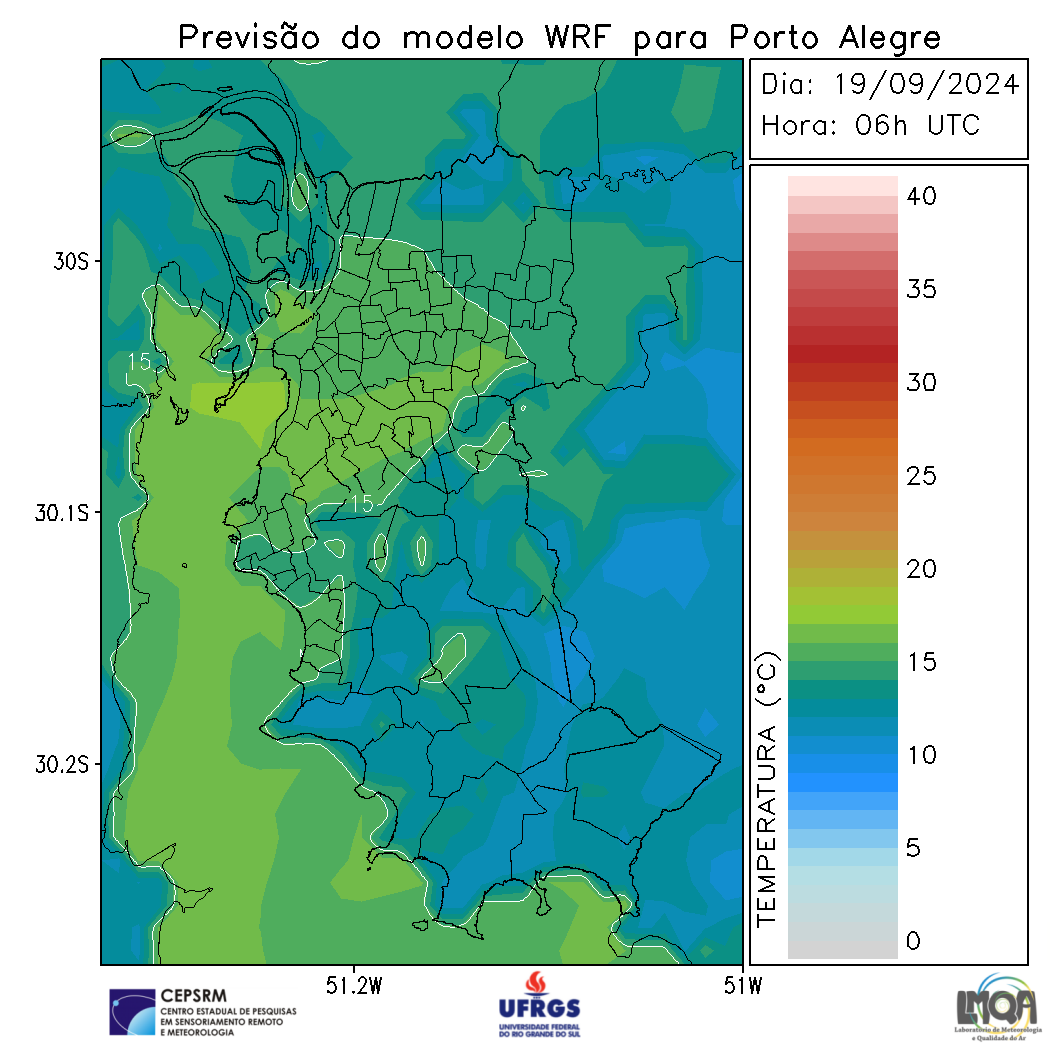 Previsão do modelo WRF para Porto Alegre
Dia: 19/09/2024
Hora: 06h UTC
40
35
30
25
20
15
10
5
0
TEMPERATURA (°C)
30S
30.1S
30.2S
51.2W
51W
15
15
CEPSRM
CENTRO ESTADUAL DE PESQUISAS
EM SENSORIAMENTO REMOTO
E METEOROLOGIA
UFRGS
UNIVERSIDADE FEDERAL
DO RIO GRANDE DO SUL
LMQA
Laboratório de Meteorologia
e Qualidade do Ar